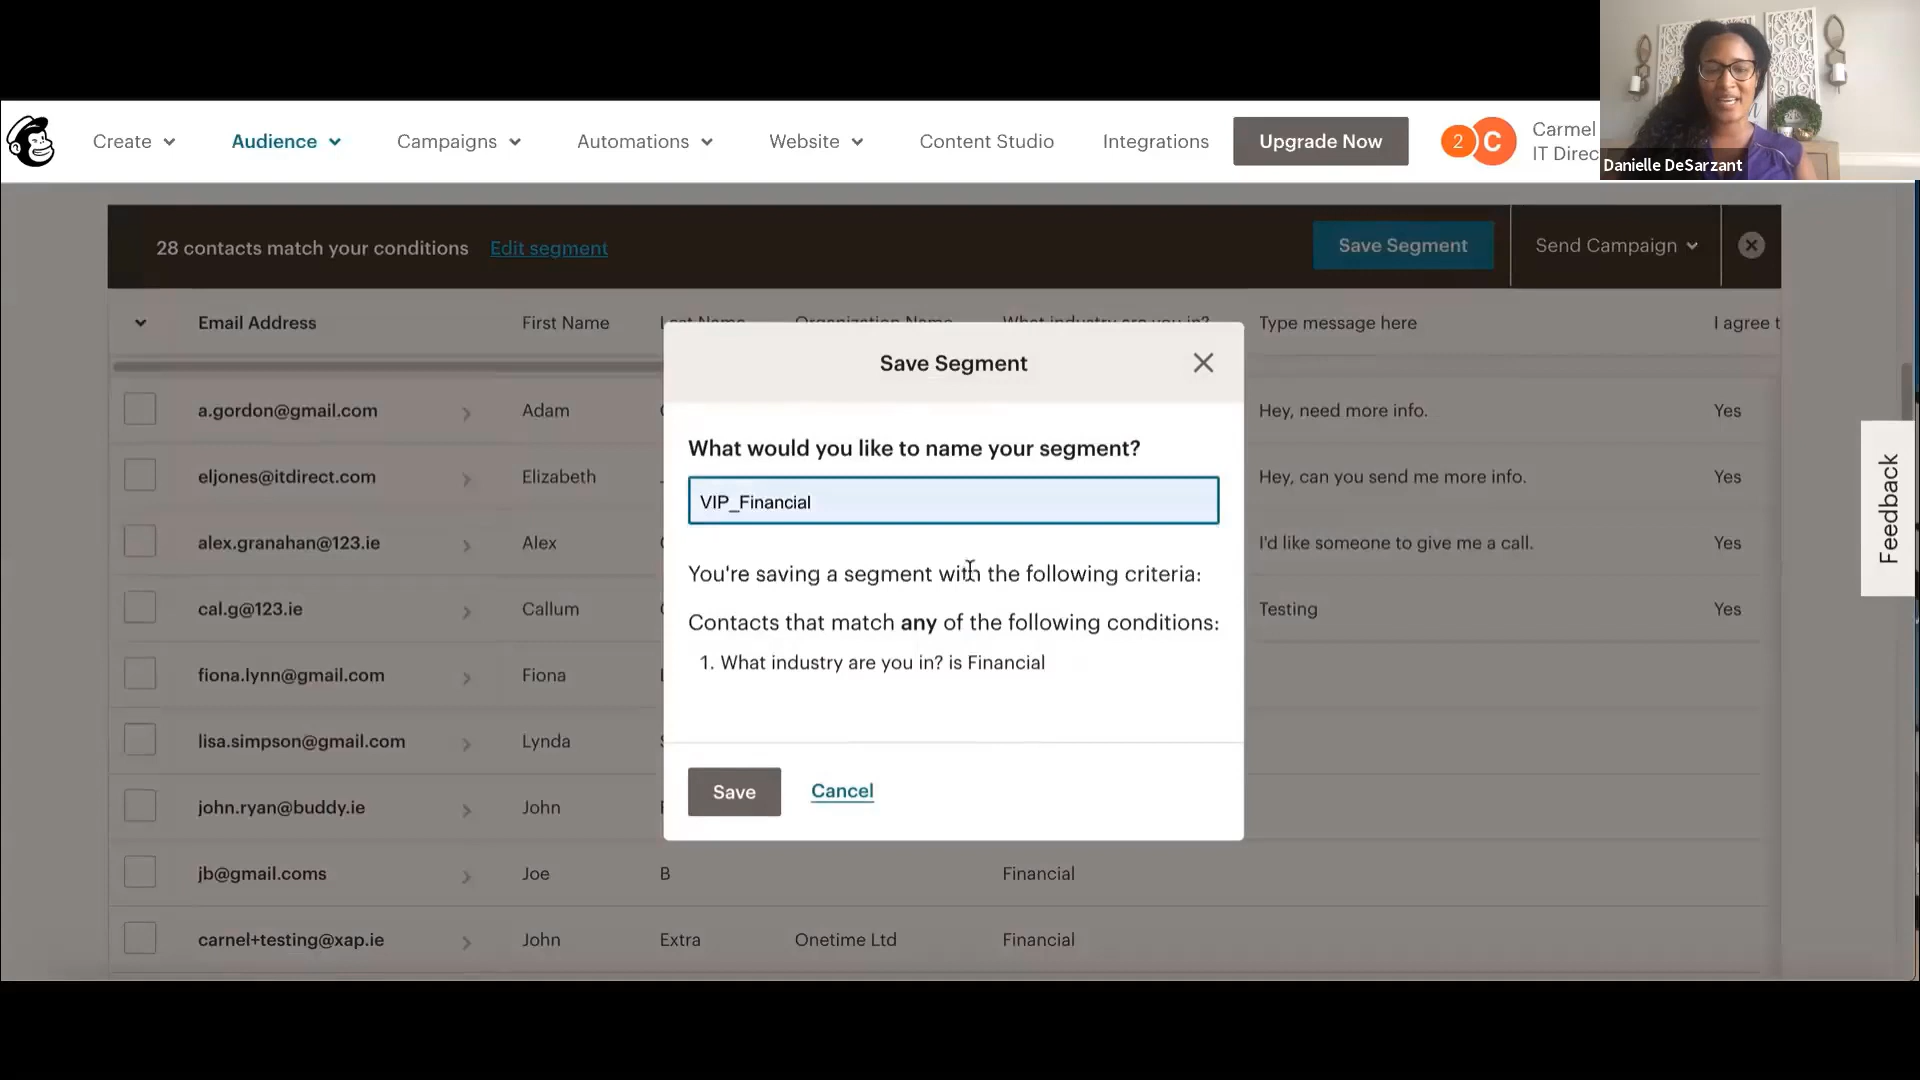 Create
Audience
Campaigns
Automations
Website
Content Studio
Integrations
Upgrade Now
2
C
Carmel
IT Direc
Danielle DeSarzant
28 contacts match your conditions
Edit segment
Save Segment
Send Campaign
Email Address
First Name
Last Name
Organization Name
What industry are you in?
Type message here
I agree t
a.gordon@gmail.com
Adam
Hey, need more info.
Yes
eljones@itdirect.com
Elizabeth
Hey, can you send me more info.
Yes
alex.granahan@123.ie
Alex
I'd like someone to give me a call.
Yes
cal.g@123.ie
Callum
Testing
Yes
fiona.lynn@gmail.com
Fiona
lisa.simpson@gmail.com
Lynda
john.ryan@buddy.ie
John
jb@gmail.coms
Joe
B
Financial
carnel+testing@xap.ie
John
Extra
Onetime Ltd
Financial
Save Segment
What would you like to name your segment?
VIP_Financial
You're saving a segment with the following criteria:
Contacts that match any of the following conditions:
1. What industry are you in? is Financial
Save
Cancel
Feedback